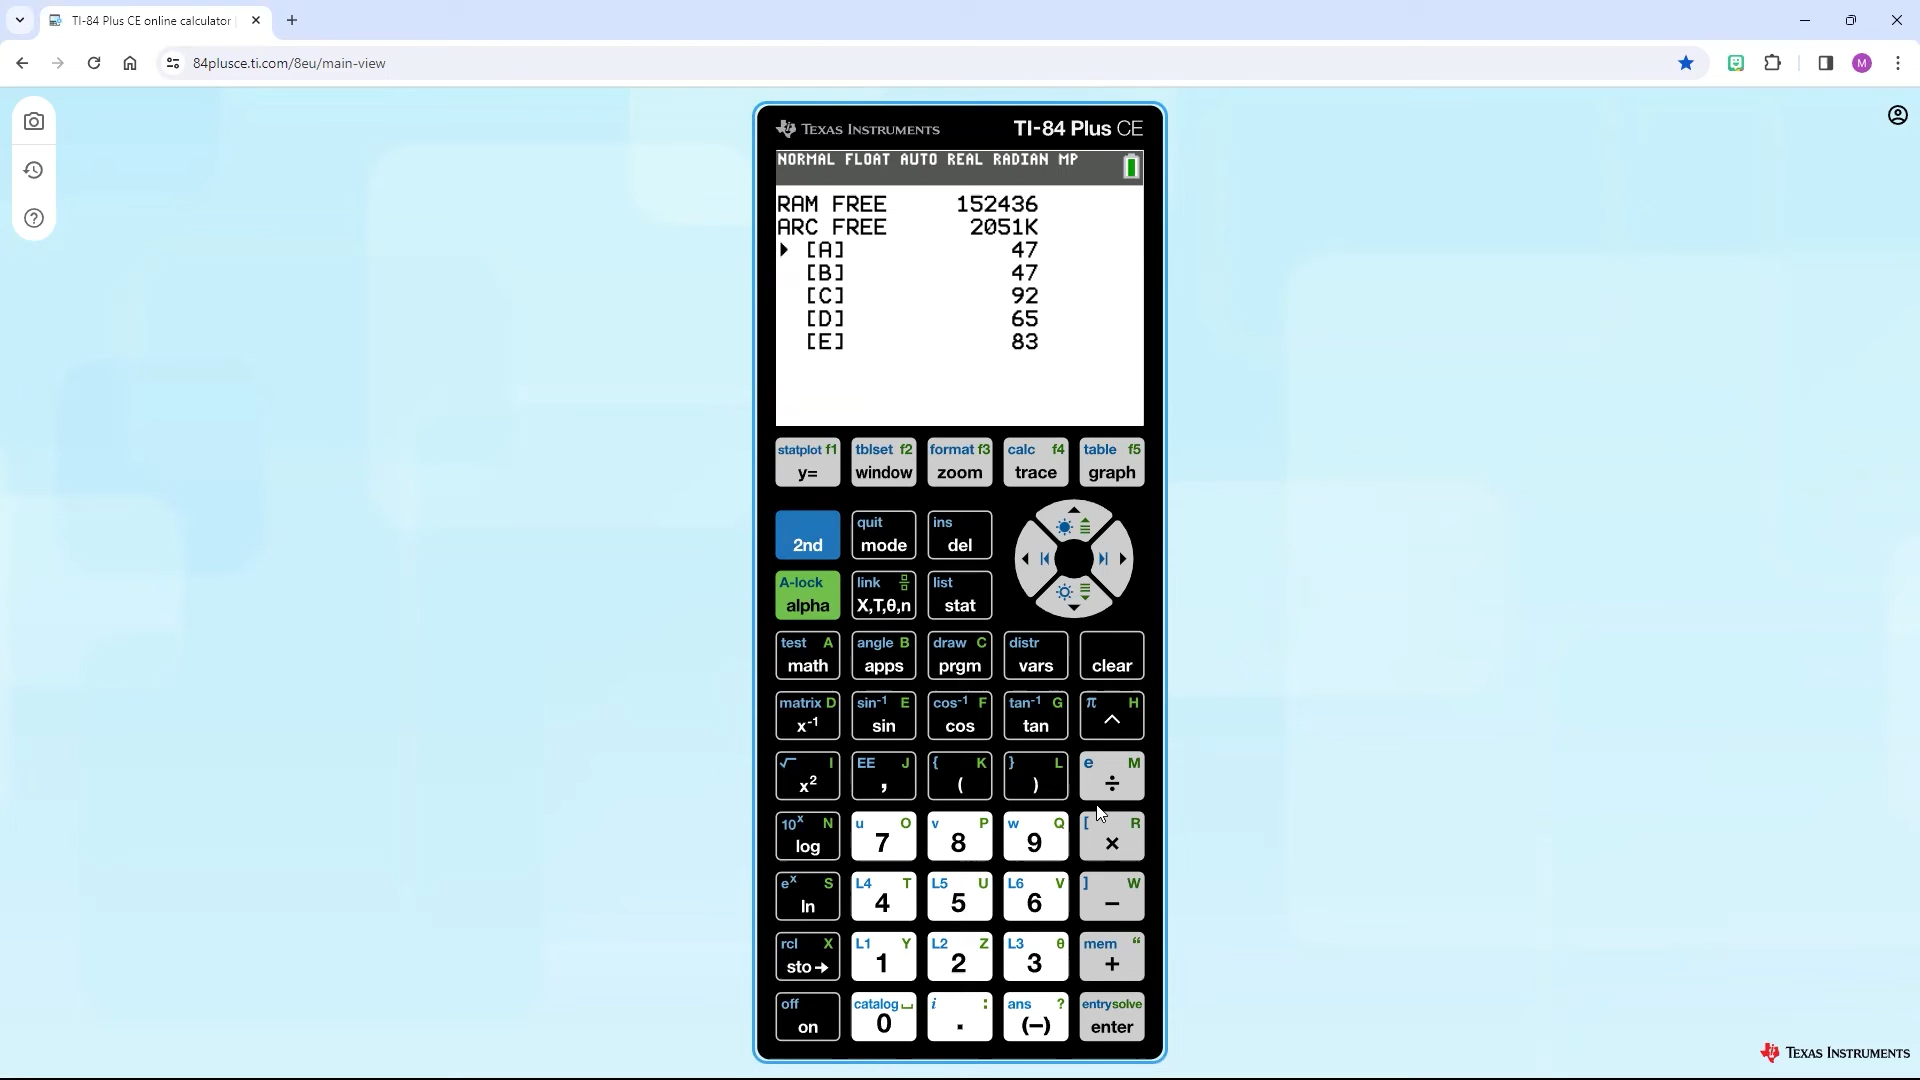 TI-84 Plus CE online calculator
84plusce.ti.com/8eu/main-view
M
TEXAS INSTRUMENTS TI-84 Plus CE
NORMAL FLOAT AUTO REAL RADIAN MP
RAM FREE 152436
ARC FREE 2051K
[A] 47
[B] 47
[C] 92
[D] 65
[E] 83
statplot f1 tblset f2 format f3 calc f4 table f5
y= window zoom trace graph
quit ins
2nd mode del
A-lock link list
alpha X,T,θ,n stat
test A angle B draw C distr
math apps prgm vars clear
matrix D sin⁻¹ E cos⁻¹ F tan⁻¹ G π H
x⁻¹ sin cos tan ^
√ I EE J { K } L e M
x² , ( ) ÷
10ˣ N u O v P w Q [ R
log 7 8 9 ×
eˣ S L4 T L5 U L6 V ] W
ln 4 5 6 −
rcl X L1 Y L2 Z L3 θ mem “
sto→ 1 2 3 +
off catalog ⎵ i : ans ? entry solve
on 0 . (−) enter
TEXAS INSTRUMENTS